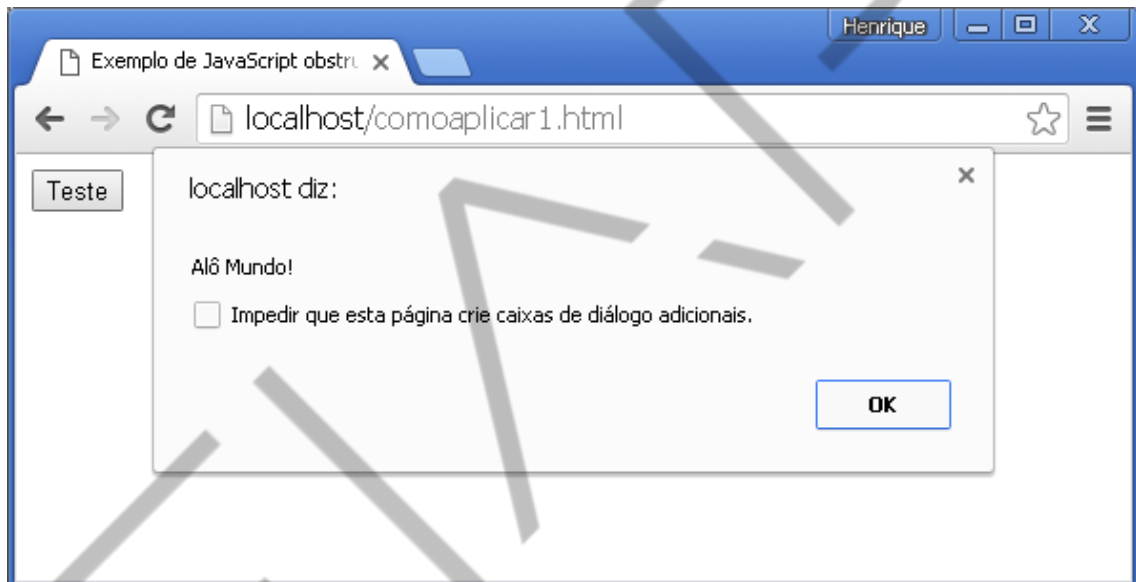 Henrique
Exemplo de JavaScript obstru
localhost/comoaplicar1.html
Teste
localhost diz:
Alô Mundo!
Impedir que esta página crie caixas de diálogo adicionais.
OK